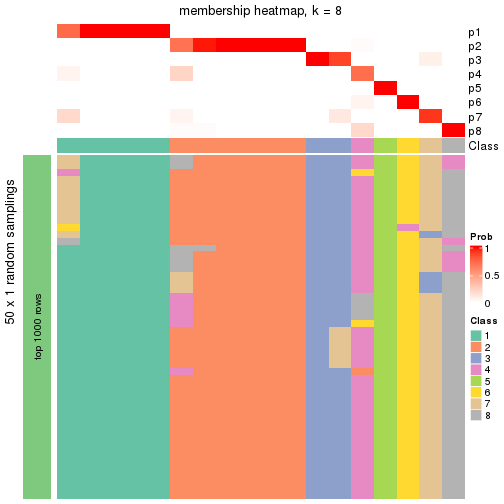 membership heatmap, k = 8
p1
p2
p3
p4
p5
p6
p7
p8
Class
50 x 1 random samplings
top 1000 rows
Prob
1
0.5
0
Class
1
2
3
4
5
6
7
8